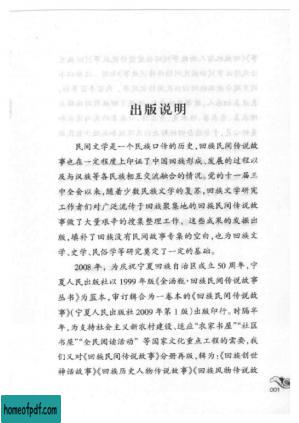 出版说明
民间文学是一个民族口传的历史，回族民间传说故
事也在一定程度上印证了中国回族形成、发展的过程以
及与汉族等各民族相互交流融合的情况。党的十一届三
中全会以来，随着少数民族文学的复苏，回族文学研究
工作者们对广泛流传于回族聚集地的回族民间传说故
事做了大量艰辛的搜集整理工作。这些成果的发掘出
版，填补了回族没有民间故事专集的空白，也为回族文
学、史学、民俗学等研究奠定了一定的基础。
2008年，为庆祝宁夏回族自治区成立50周年，宁
夏人民出版社以1999年版《金汤瓶·回族民间传说故事
丛书》为蓝本，审订辑合为一卷本的《回族民间传说故
事》（宁夏人民出版社2009年第1版）出版印行。时隔半
年，为支持社会主义新农村建设，适应“农家书屋”“社区
书屋”“全民阅读活动”等国家文化重点工程的需要，我
们又对《回族民间传说故事》分册再版，辑为：《回族创世
神话故事》《回族历史人物传说故事》《回族风物传说故
001
homeofpdf.com